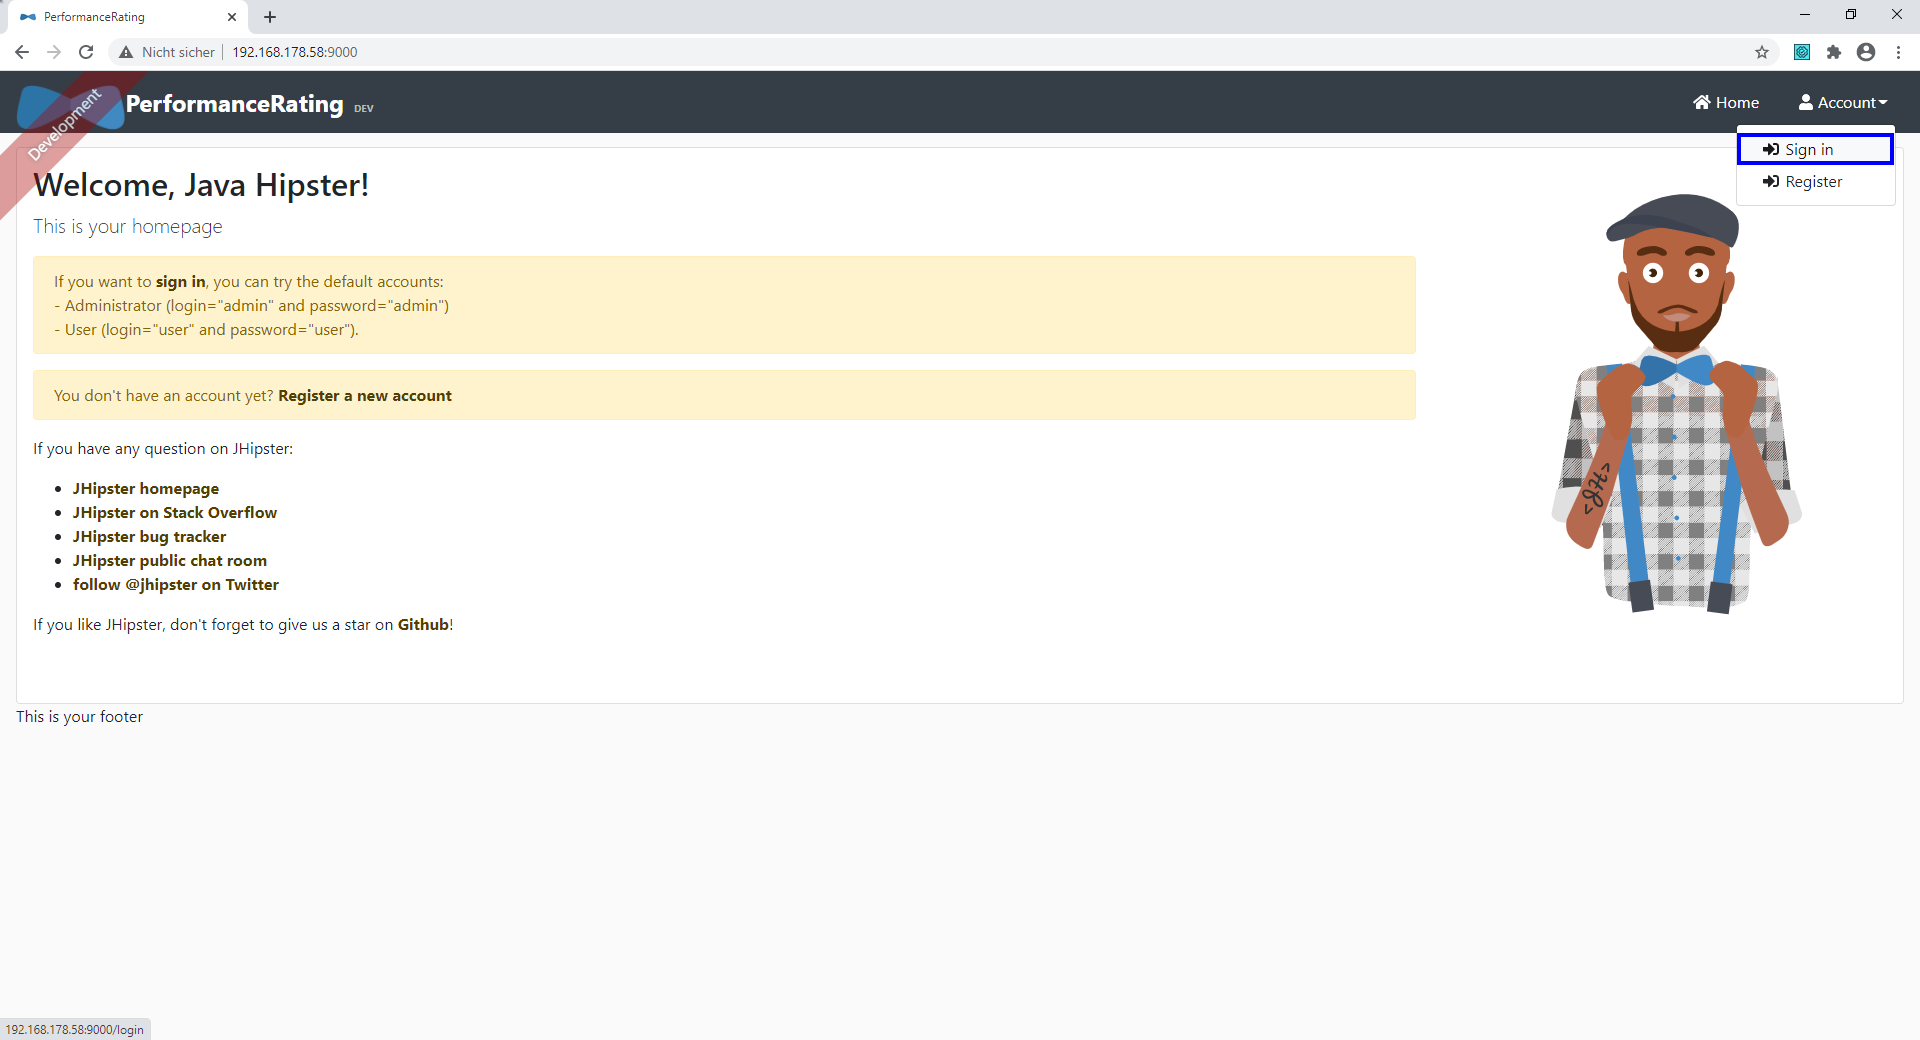 PerformanceRating
Nicht sicher 192.168.178.58:9000
Development
PerformanceRating DEV
Home
Account
Sign in
Register
Welcome, Java Hipster!
This is your homepage
If you want to sign in, you can try the default accounts:
- Administrator (login="admin" and password="admin")
- User (login="user" and password="user").
You don't have an account yet? Register a new account
If you have any question on JHipster:
• JHipster homepage
• JHipster on Stack Overflow
• JHipster bug tracker
• JHipster public chat room
• follow @jhipster on Twitter
If you like JHipster, don't forget to give us a star on Github!
This is your footer
192.168.178.58:9000/login